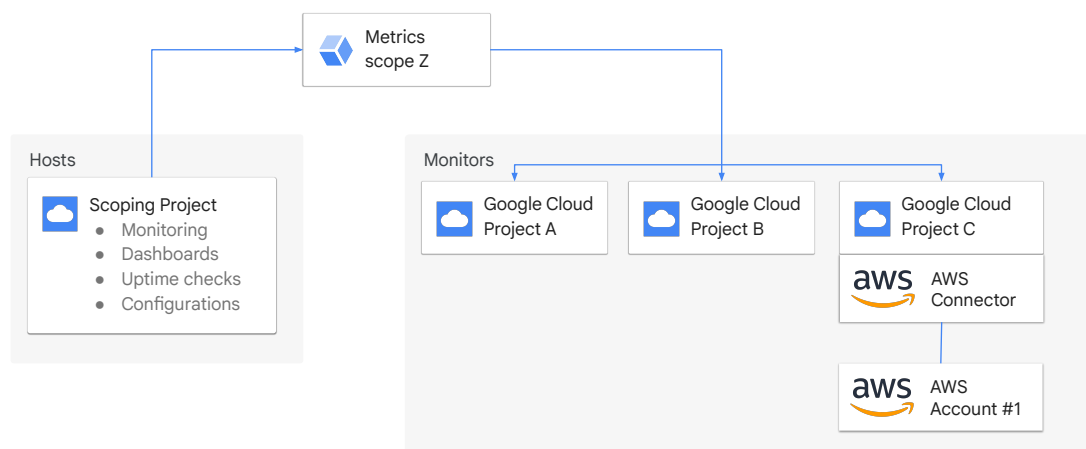 Metrics
scope Z
Hosts
Scoping Project
● Monitoring
● Dashboards
● Uptime checks
● Configurations
Monitors
Google Cloud
Project A
Google Cloud
Project B
Google Cloud
Project C
aws
AWS
Connector
aws
AWS
Account #1